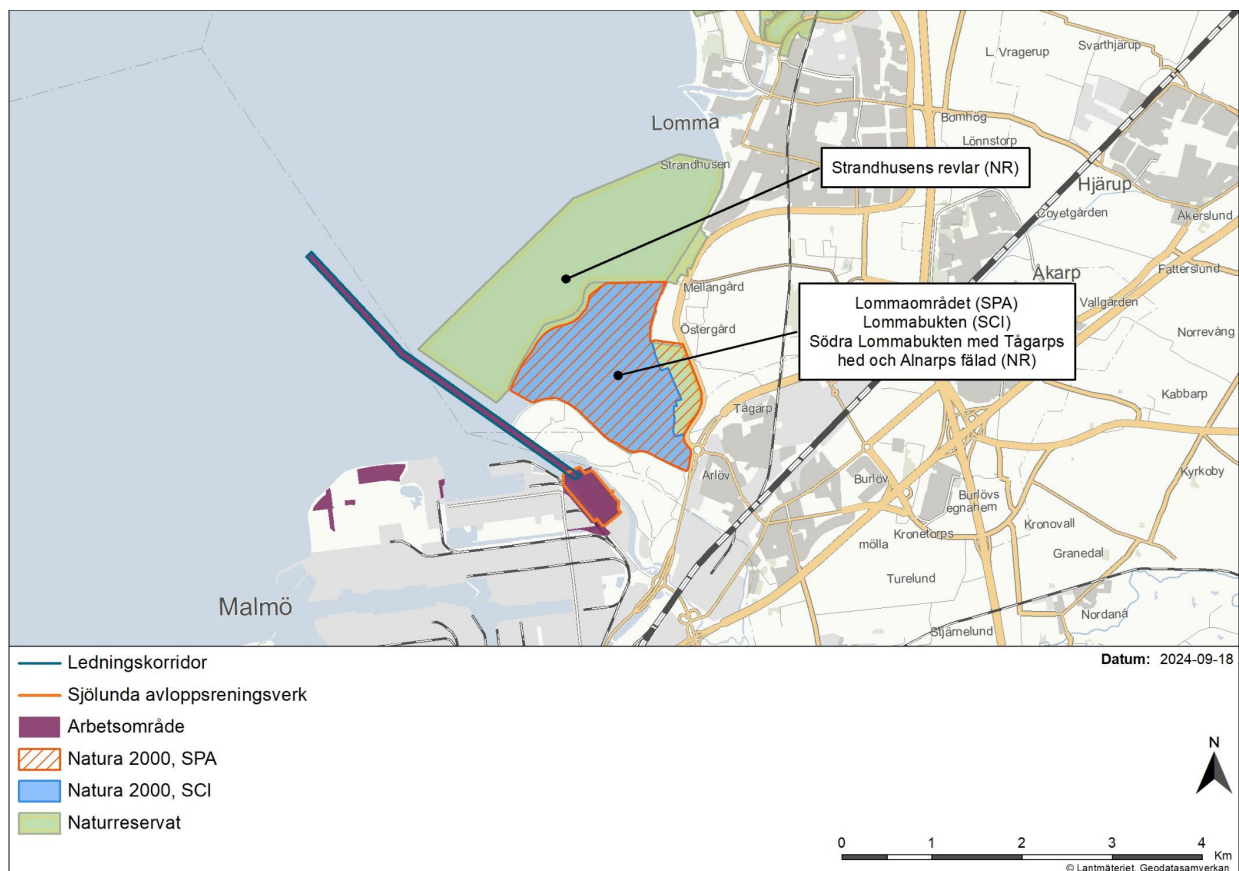 L. Vragerup
Svarthjärup
Lomma
Bomhög
Lönnstorp
Strandhusen
Strandhusens revlar (NR)
Hjärup
Coyetgården
Åkerslund
Åkarp
Fatterslund
Mellangård
Vallgården
Östergård
Norrevång
Lommaområdet (SPA)
Lommabukten (SCI)
Södra Lommabukten med Tågarps
hed och Alnarps fälad (NR)
Kabbarp
Tågarp
Arlöv
Burlöv
Kyrkoby
Burlövs
egnahem
Kronetorps
mölla
Kronovall
Granedal
Turelund
Malmö
Nordanå
Stjärnelund
Ledningskorridor
Datum: 2024-09-18
Sjölunda avloppsreningsverk
Arbetsområde
Natura 2000, SPA
Natura 2000, SCI
Naturreservat
N
0 1 2 3 4
Km
© Lantmäteriet, Geodatasamverkan